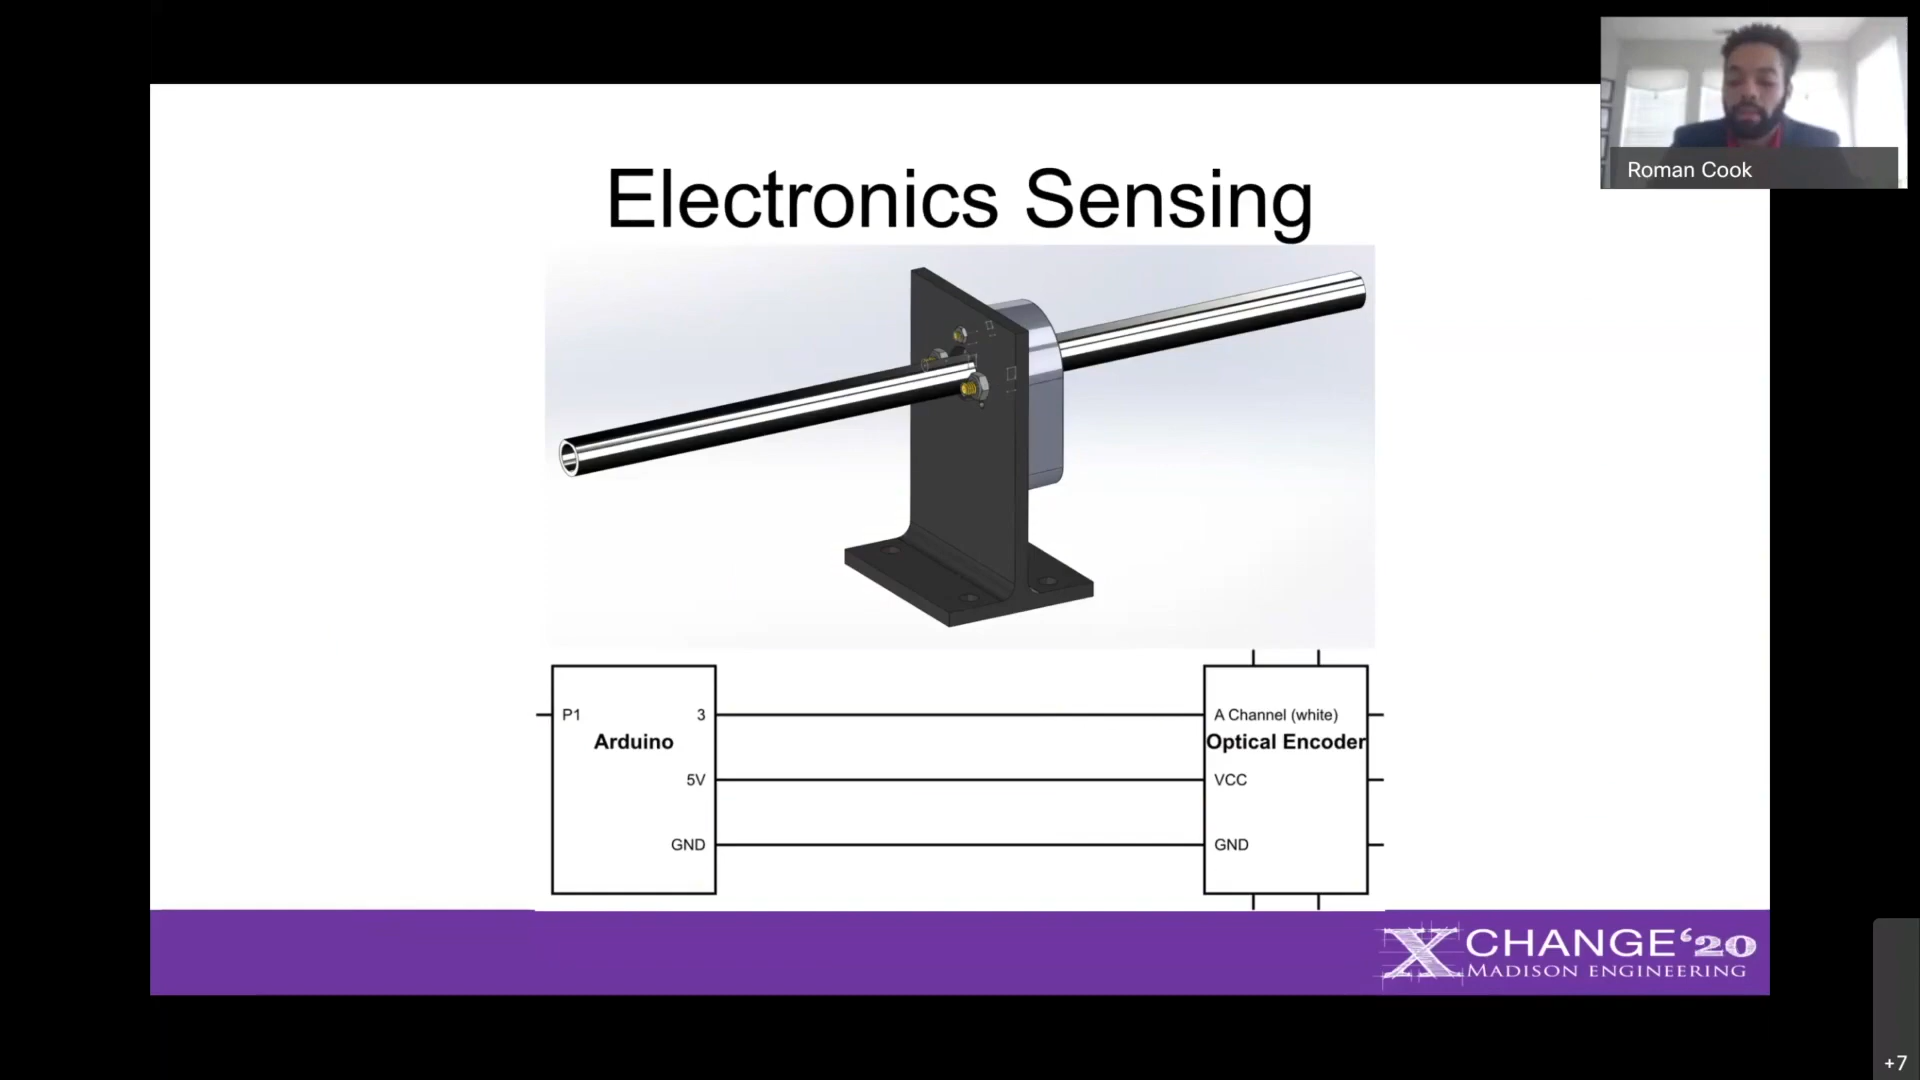 Roman Cook
Electronics Sensing
P1
3
Arduino
5V
GND
A Channel (white)
Optical Encoder
VCC
GND
XCHANGE‘20
MADISON ENGINEERING
+7